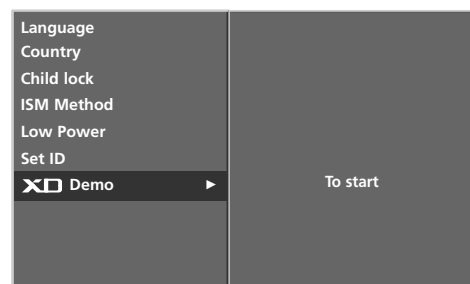 Language
Country
Child lock
ISM Method
Low Power
Set ID
XD Demo ►
To start